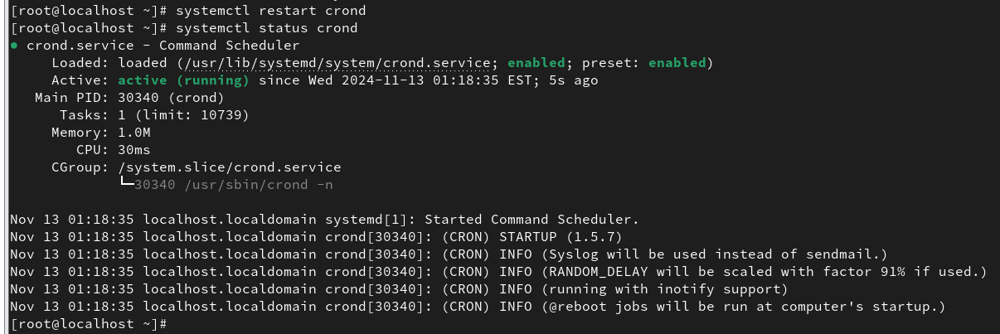 [root@localhost ~]# systemctl restart crond
[root@localhost ~]# systemctl status crond
● crond.service - Command Scheduler
     Loaded: loaded (/usr/lib/systemd/system/crond.service; enabled; preset: enabled)
     Active: active (running) since Wed 2024-11-13 01:18:35 EST; 5s ago
   Main PID: 30340 (crond)
      Tasks: 1 (limit: 10739)
     Memory: 1.0M
        CPU: 30ms
     CGroup: /system.slice/crond.service
             └─30340 /usr/sbin/crond -n

Nov 13 01:18:35 localhost.localdomain systemd[1]: Started Command Scheduler.
Nov 13 01:18:35 localhost.localdomain crond[30340]: (CRON) STARTUP (1.5.7)
Nov 13 01:18:35 localhost.localdomain crond[30340]: (CRON) INFO (Syslog will be used instead of sendmail.)
Nov 13 01:18:35 localhost.localdomain crond[30340]: (CRON) INFO (RANDOM_DELAY will be scaled with factor 91% if used.)
Nov 13 01:18:35 localhost.localdomain crond[30340]: (CRON) INFO (running with inotify support)
Nov 13 01:18:35 localhost.localdomain crond[30340]: (CRON) INFO (@reboot jobs will be run at computer's startup.)
[root@localhost ~]#